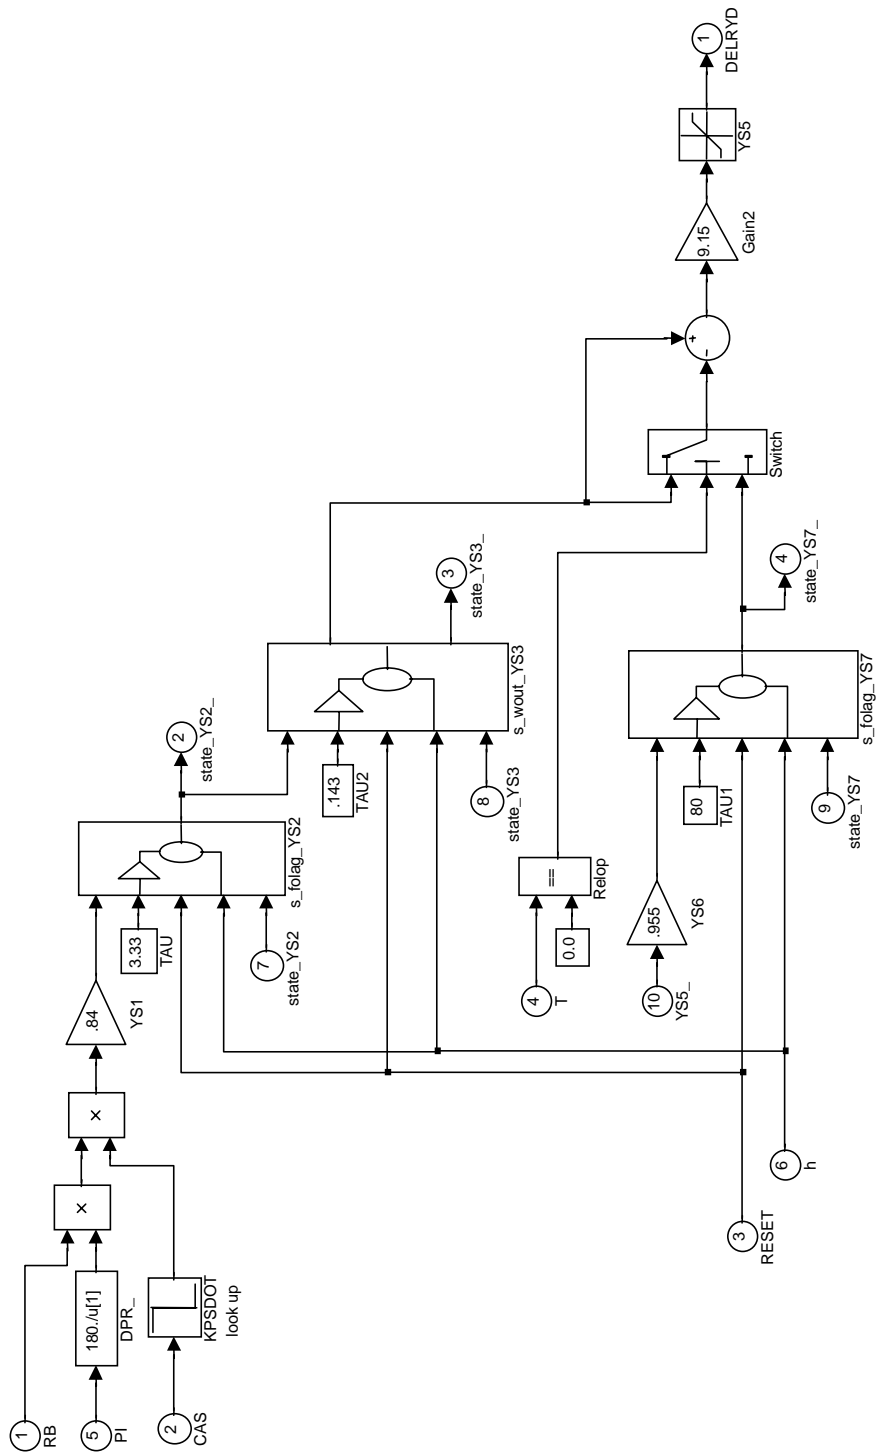 1
RB
5
PI
180./u[1]
DPR_
2
CAS
KPSDOT
look up
×
×
.84
YS1
3.33
TAU
7
state_YS2
s_folag_YS2
2
state_YS2_
.143
TAU2
8
state_YS3
s_wout_YS3
3
state_YS3_
4
T
0.0
==
Relop
10
YS5_
.955
YS6
80
TAU1
9
state_YS7
s_folag_YS7
4
state_YS7_
3
RESET
6
h
Switch
+
−
9.15
Gain2
YS5
1
DELRYD